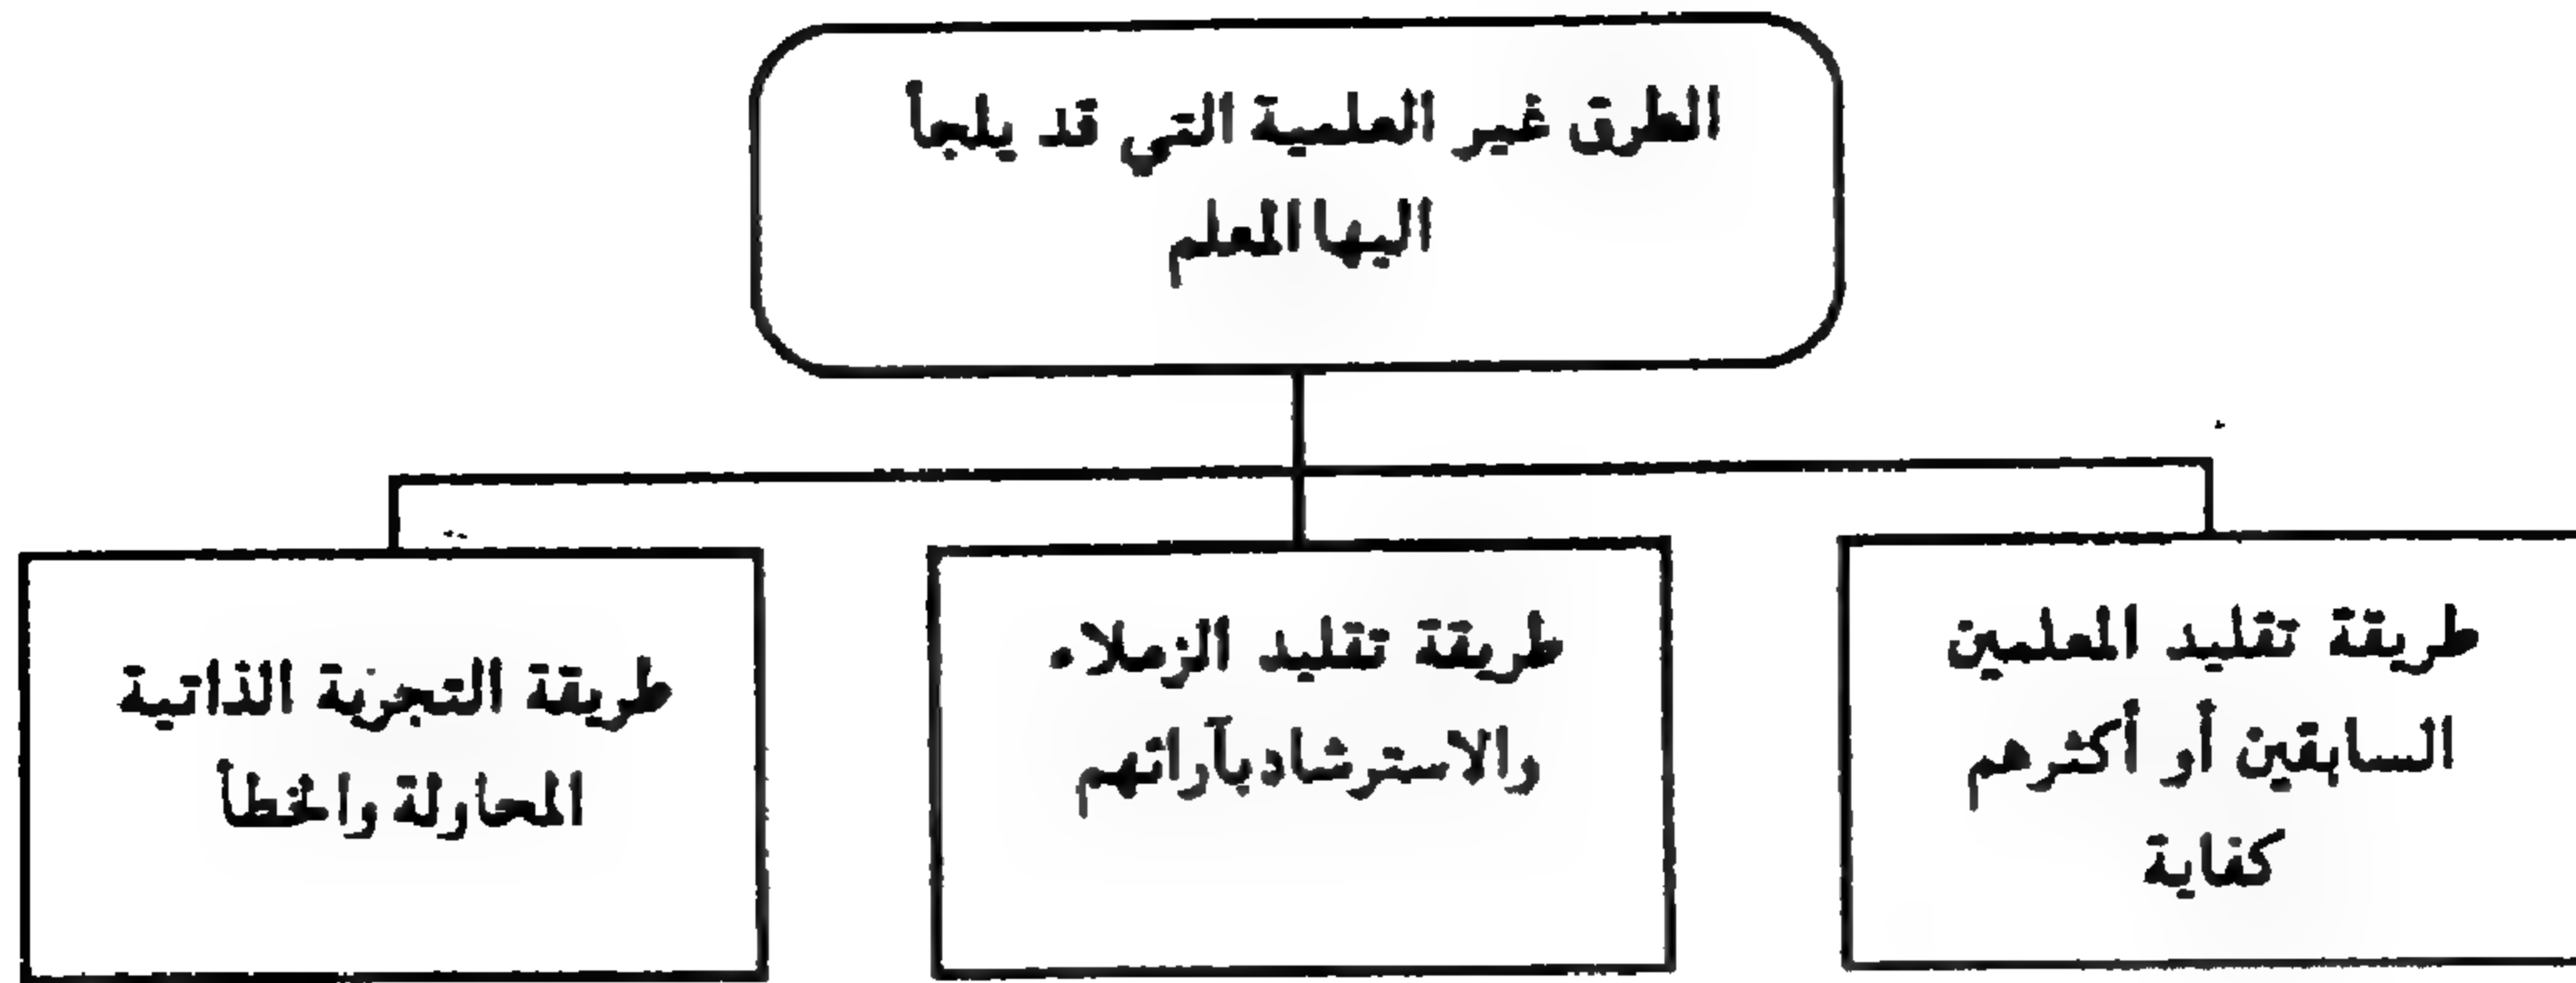 الطرق غير العلمية التي قد يلجأ
اليها المعلم
طريقة تقليد المعلمين
السابقين أو أكثرهم
كفاية
طريقة تقليد الزملاء
والاسترشاد بآرائهم
طريقة التجربة الذاتية
المحاولة والخطأ